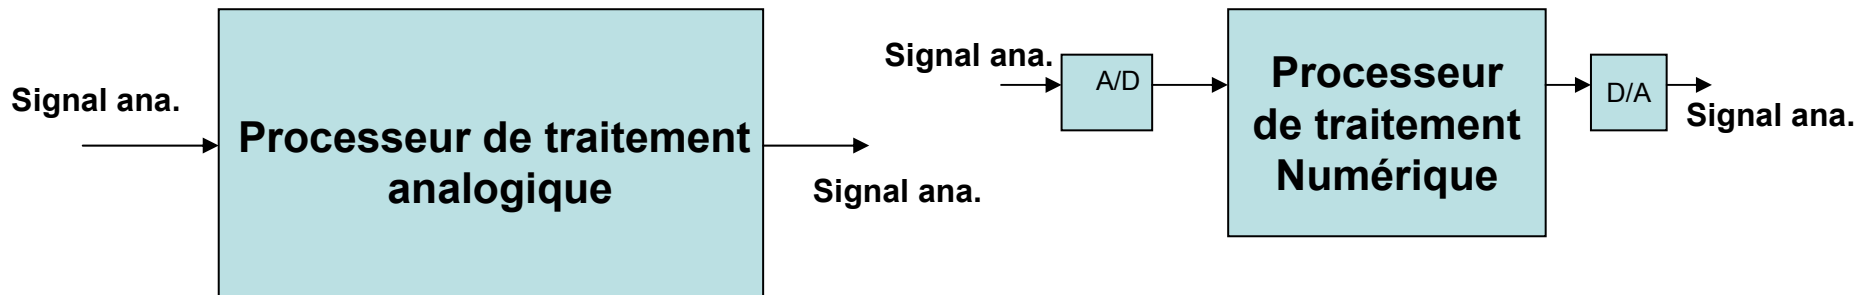 Signal ana.
Processeur de traitement
analogique
Signal ana.
Signal ana.
A/D
Processeur
de traitement
Numérique
D/A
Signal ana.